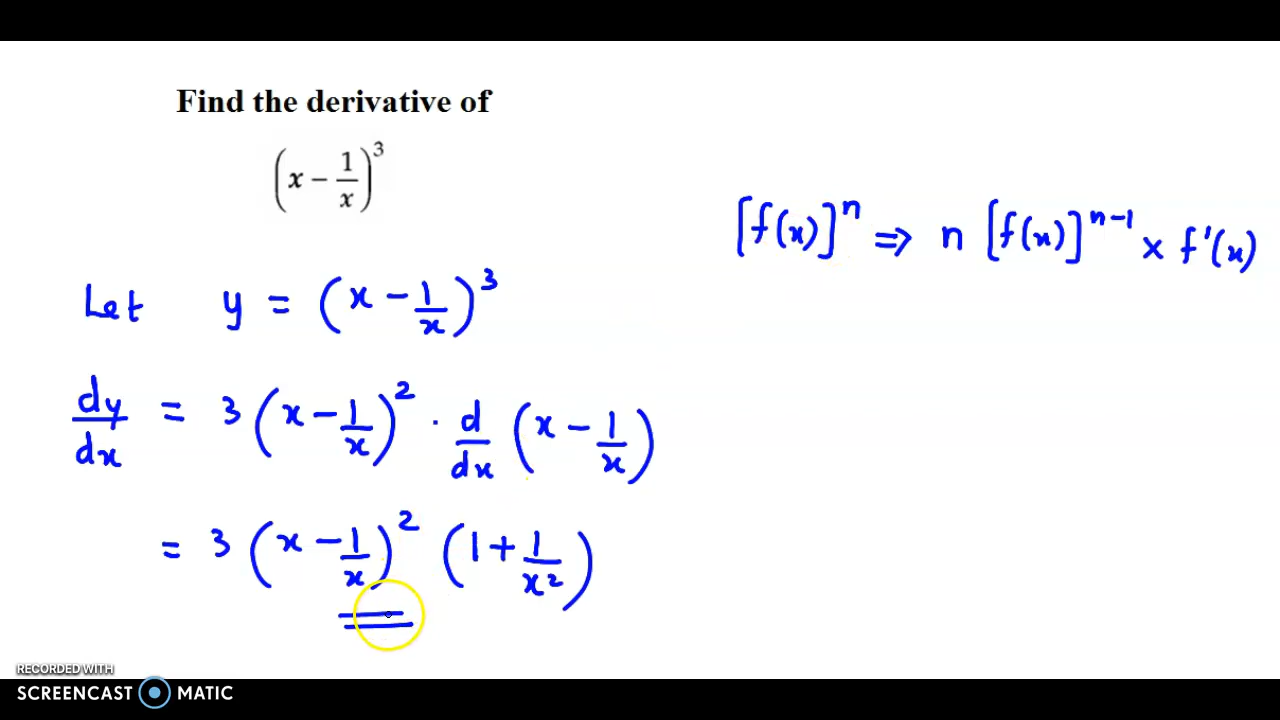 Find the derivative of
(x - 1/x)^3
[f(x)]^n ⇒ n [f(x)]^{n-1} × f'(x)
Let y = (x - 1/x)^3
dy/dx = 3 (x - 1/x)^2 · d/dx (x - 1/x)
= 3 (x - 1/x)^2 (1 + 1/x^2)
RECORDED WITH
SCREENCAST MATIC